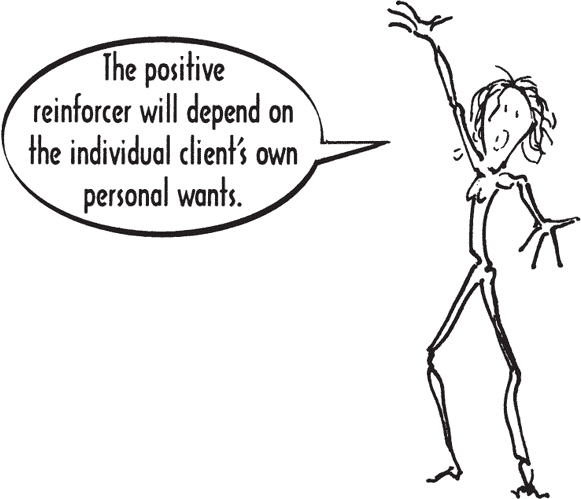 The positive
reinforcer will depend on
the individual client's own
personal wants.